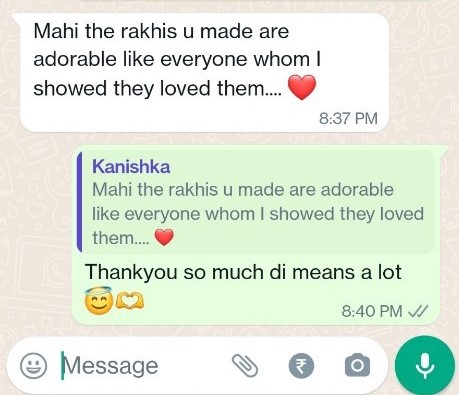 Mahi the rakhis u made are
adorable like everyone whom I
showed they loved them.... ❤️
8:37 PM
Kanishka
Mahi the rakhis u made are adorable
like everyone whom I showed they loved
them.... ❤️
Thankyou so much di means a lot
😇🫶
8:40 PM
Message
₹